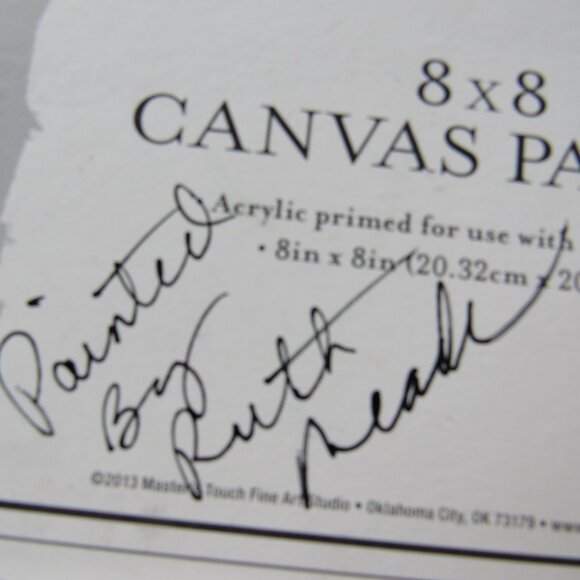 8 x 8
CANVAS PA
Acrylic primed for use with
• 8in x 8in (20.32cm x 20
Painted
By
Ruth
©2013 Master's Touch Fine Art Studio • Oklahoma City, OK 73179 • www